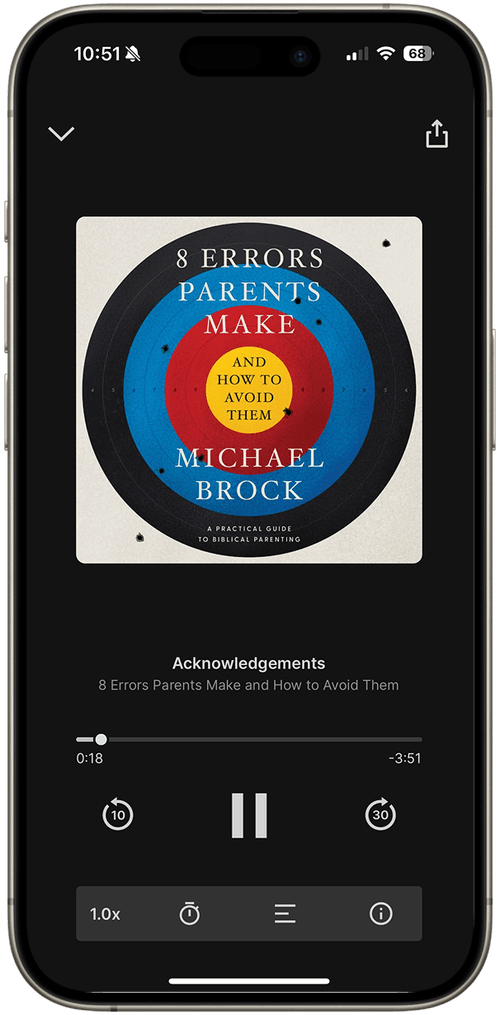 10:51
68
8 ERRORS
PARENTS
MAKE
AND
HOW TO
AVOID
THEM
MICHAEL
BROCK
A PRACTICAL GUIDE
TO BIBLICAL PARENTING
Acknowledgements
8 Errors Parents Make and How to Avoid Them
0:18 -3:51
10 30
1.0x